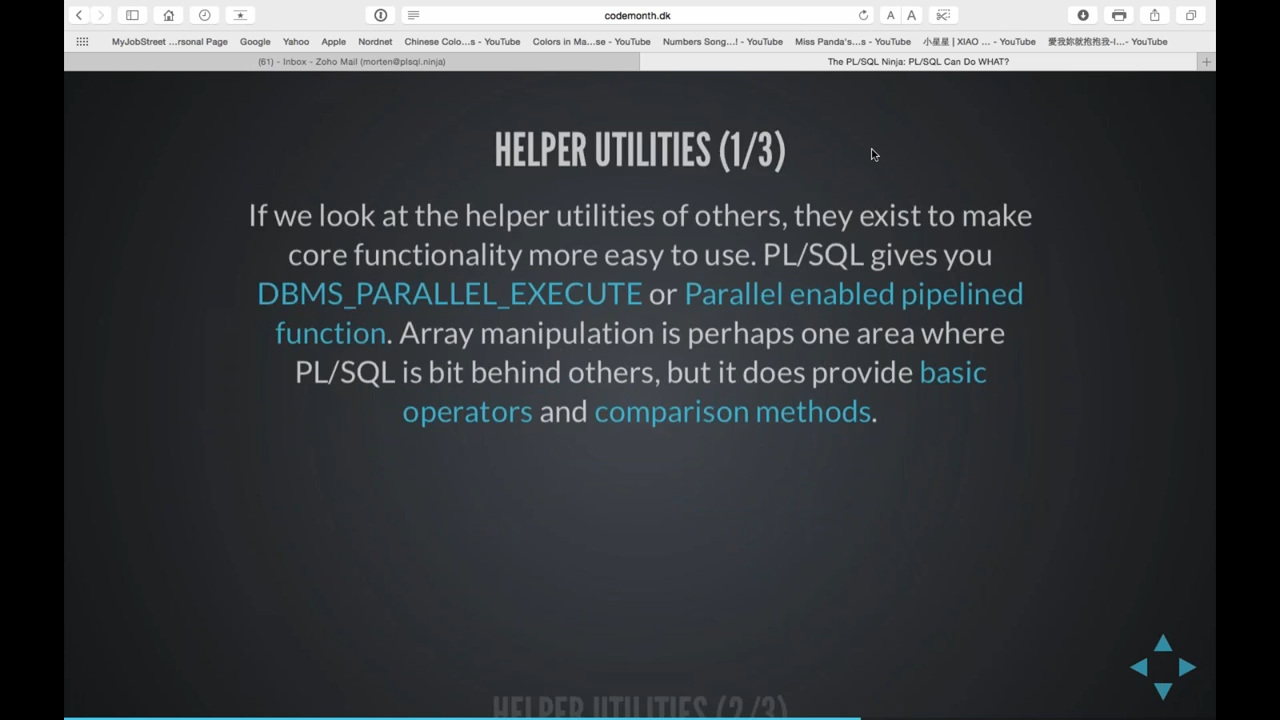 codemonth.dk
A A
MyJobStreet ...rsonal Page Google Yahoo Apple Nordnet Chinese Colo...s - YouTube Colors in Ma...se - YouTube Numbers Song...! - YouTube Miss Panda's...s - YouTube 小星星 | XIAO ... - YouTube 愛我妳就抱抱我-I...- YouTube
(61) - Inbox - Zoho Mail (morten@plsql.ninja) The PL/SQL Ninja: PL/SQL Can Do WHAT?
HELPER UTILITIES (1/3)
If we look at the helper utilities of others, they exist to make
core functionality more easy to use. PL/SQL gives you
DBMS_PARALLEL_EXECUTE or Parallel enabled pipelined
function. Array manipulation is perhaps one area where
PL/SQL is bit behind others, but it does provide basic
operators and comparison methods.
HELPER UTILITIES (2/3)